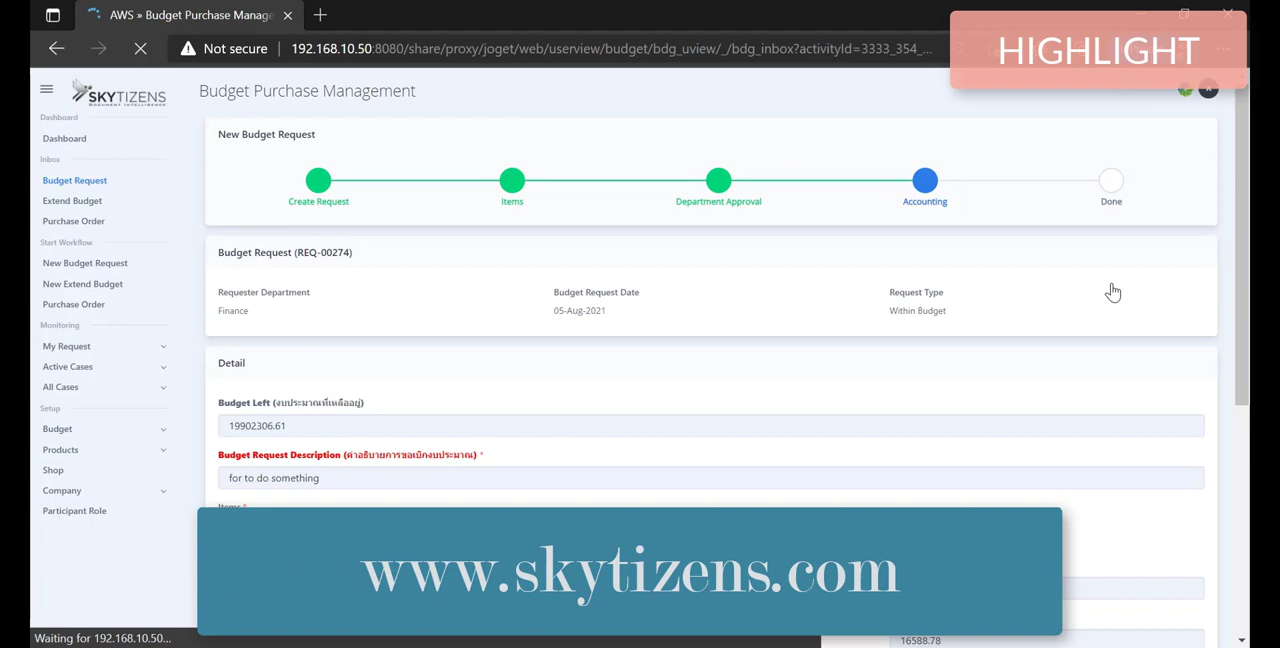 AWS » Budget Purchase Manage
Not secure
192.168.10.50:8080/share/proxy/joget/web/userview/budget/bdg_uview/_/bdg_inbox?activityId=3333_354_...
HIGHLIGHT
SKYTIZENS
DOCUMENT INTELLIGENCE
Budget Purchase Management
Dashboard
Dashboard
Inbox
Budget Request
Extend Budget
Purchase Order
Start Workflow
New Budget Request
New Extend Budget
Purchase Order
Monitoring
My Request
Active Cases
All Cases
Setup
Budget
Products
Shop
Company
Participant Role
New Budget Request
Create Request
Items
Department Approval
Accounting
Done
Budget Request (REQ-00274)
Requester Department
Budget Request Date
Request Type
Finance
05-Aug-2021
Within Budget
Detail
Budget Left (งบประมาณที่เหลืออยู่)
19902306.61
Budget Request Description (คำอธิบายการขอเบิกงบประมาณ) *
for to do something
Items *
www.skytizens.com
16588.78
Waiting for 192.168.10.50...